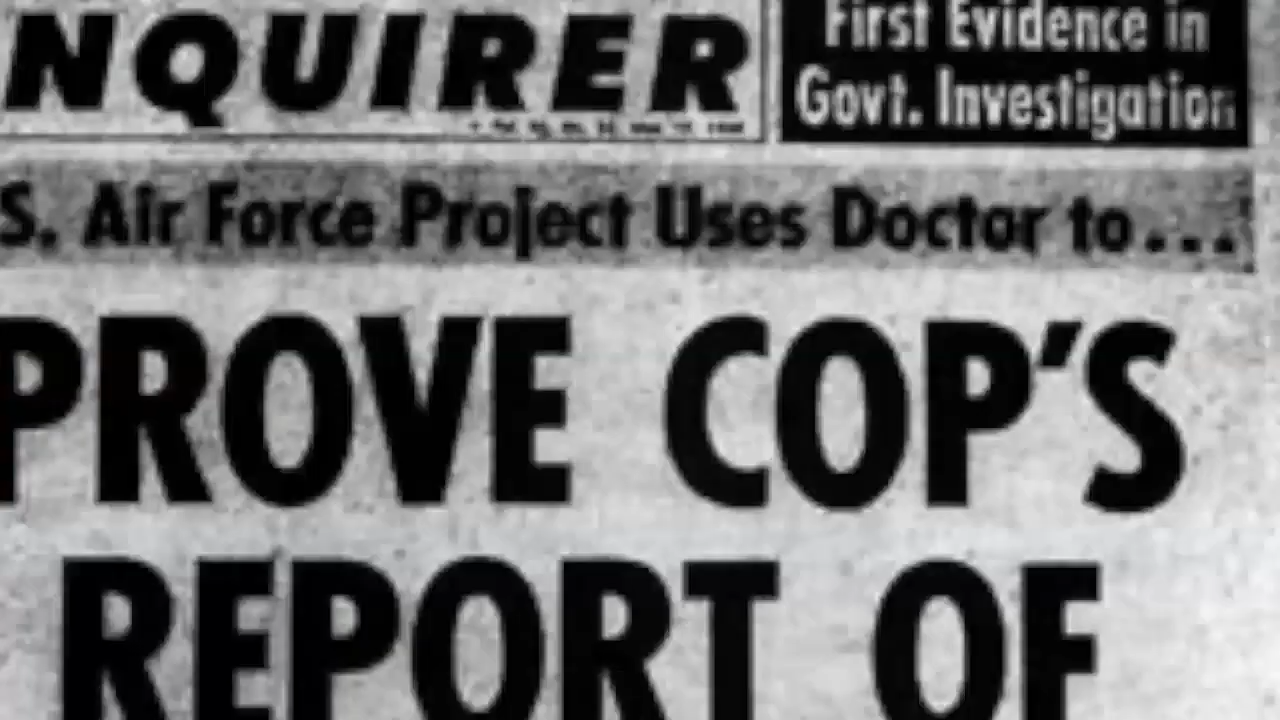 NQUIRER
First Evidence in
Govt. Investigation
S. Air Force Project Uses Doctor to...
PROVE COP'S
REPORT OF